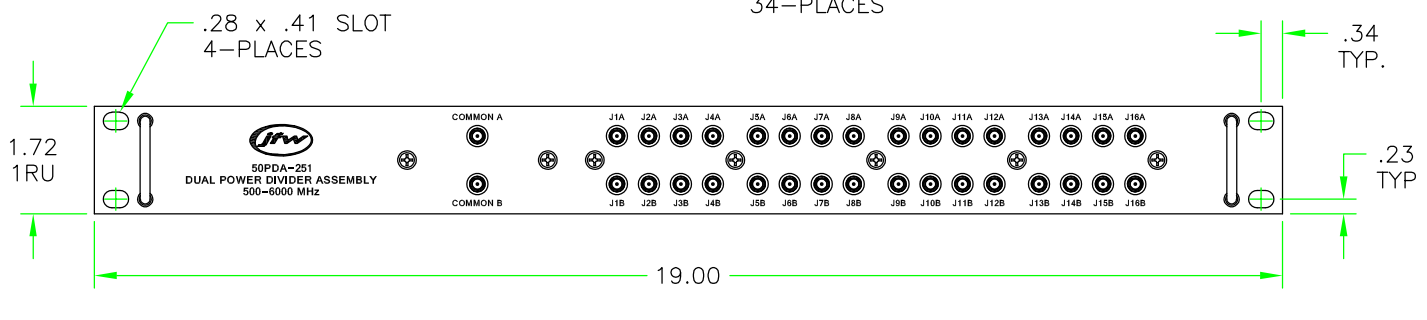 34-PLACES
.28 x .41 SLOT
4-PLACES
.34
TYP.
1.72
1RU
jfw
50PDA-251
DUAL POWER DIVIDER ASSEMBLY
500-6000 MHz
COMMON A
J1A J2A J3A J4A J5A J6A J7A J8A J9A J10A J11A J12A J13A J14A J15A J16A
COMMON B
J1B J2B J3B J4B J5B J6B J7B J8B J9B J10B J11B J12B J13B J14B J15B J16B
.23
TYP
19.00